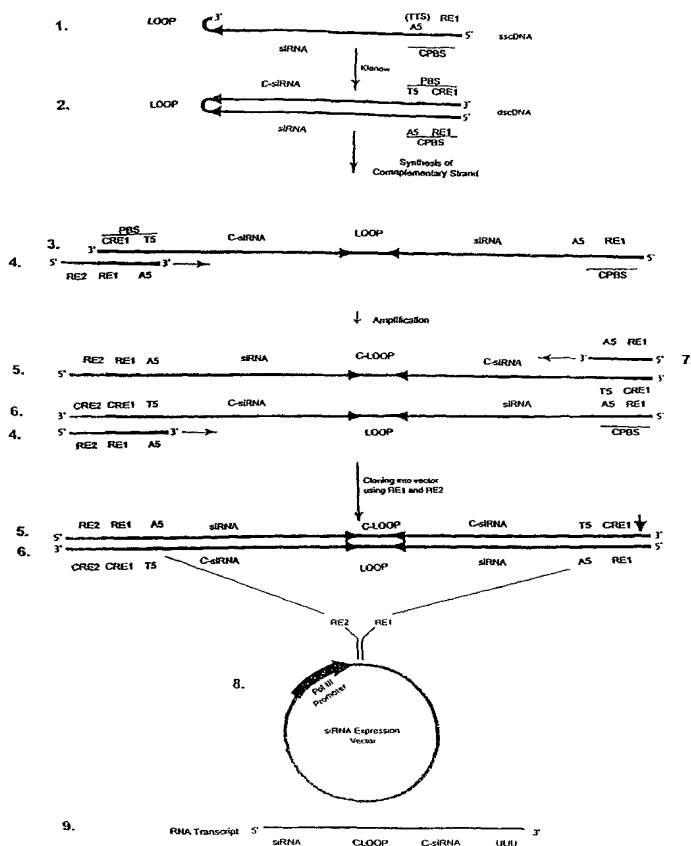 (TTS) RE1
LOOP 3' A5
1. 5' sscDNA
siRNA CPBS
Klenow
C-siRNA PBS
T5 CRE1
2. LOOP 3'
5' dscDNA
siRNA A5 RE1
CPBS
Synthesis of
Comaplementary Strand
PBS
CRE1 T5 C-siRNA LOOP siRNA A5 RE1
3. 3' 5'
4. 5' 3' CPBS
RE2 RE1 A5
Amplification
A5 RE1
RE2 RE1 A5 siRNA C-LOOP C-siRNA 3' 5' 7.
5. 5' 3'
T5 CRE1
CRE2 CRE1 T5 C-siRNA siRNA A5 RE1
6. 3' 5'
4. 5' 3' LOOP CPBS
RE2 RE1 A5
Cloning into vector
using RE1 and RE2
RE2 RE1 A5 siRNA C-LOOP C-siRNA T5 CRE1
5. 5' 3'
6. 3' 5'
CRE2 CRE1 T5 C-siRNA LOOP siRNA A5 RE1
RE2 RE1
8. Pol III
Promoter
siRNA Expression
Vector
9. RNA Transcript 5' 3'
siRNA CLOOP C-siRNA UUU